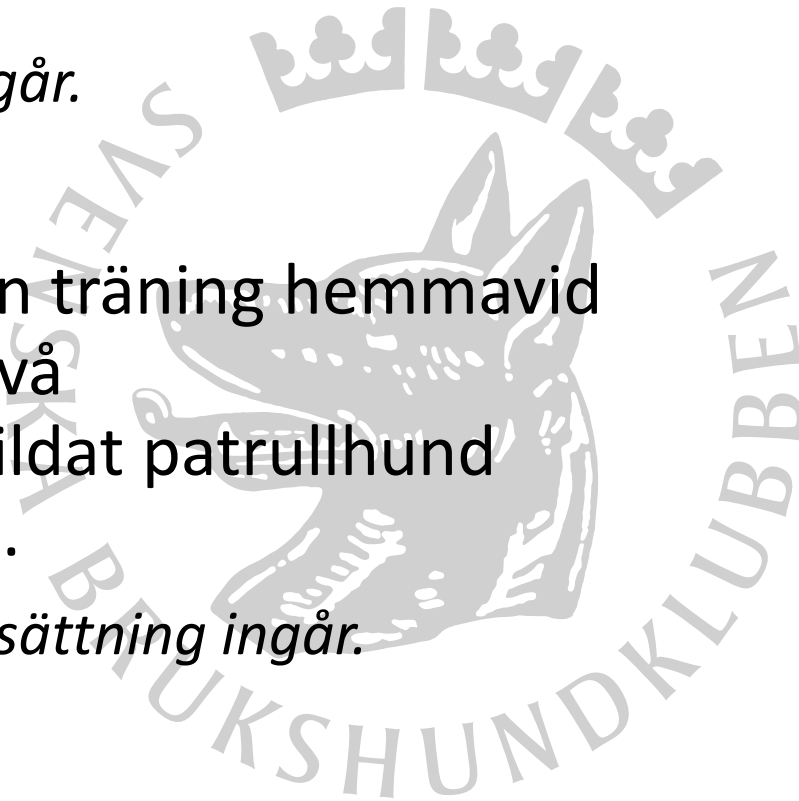 går.
n träning hemmavid
vå
ildat patrullhund
.
sättning ingår.
SVENSKA BRUKSHUNDKLUBBEN